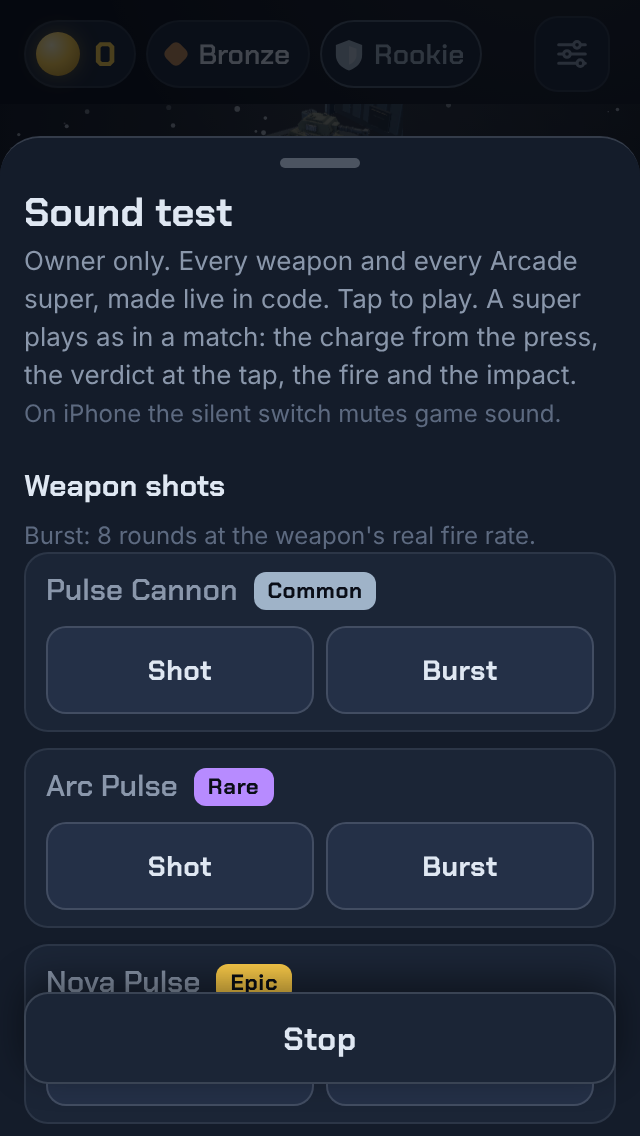 0 Bronze Rookie
Sound test
Owner only. Every weapon and every Arcade
super, made live in code. Tap to play. A super
plays as in a match: the charge from the press,
the verdict at the tap, the fire and the impact.
On iPhone the silent switch mutes game sound.
Weapon shots
Burst: 8 rounds at the weapon's real fire rate.
Pulse Cannon Common
Shot Burst
Arc Pulse Rare
Shot Burst
Nova Pulse Epic
Stop